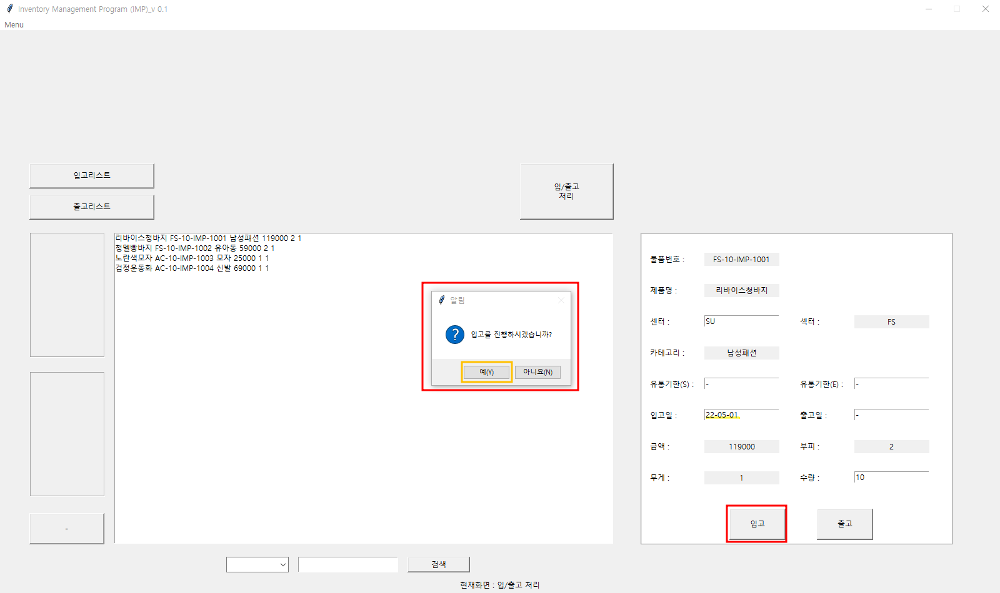 Inventory Management Program (IMP)_v 0.1
Menu
입고리스트
출고리스트
입/출고
처리
리바이스청바지 FS-10-IMP-1001 남성패션 119000 2 1
청멜빵바지 FS-10-IMP-1002 유아동 59000 2 1
노란색모자 AC-10-IMP-1003 모자 25000 1 1
검정운동화 AC-10-IMP-1004 신발 69000 1 1
알림
입고를 진행하시겠습니까?
예(Y) 아니요(N)
물품번호 : FS-10-IMP-1001
제품명 : 리바이스청바지
센터 : SU 섹터 : FS
카테고리 : 남성패션
유통기한(S) : - 유통기한(E) : -
입고일 : 22-05-01 출고일 : -
금액 : 119000 부피 : 2
무게 : 1 수량 : 10
입고 출고
-
검색
현재화면 : 입/출고 처리